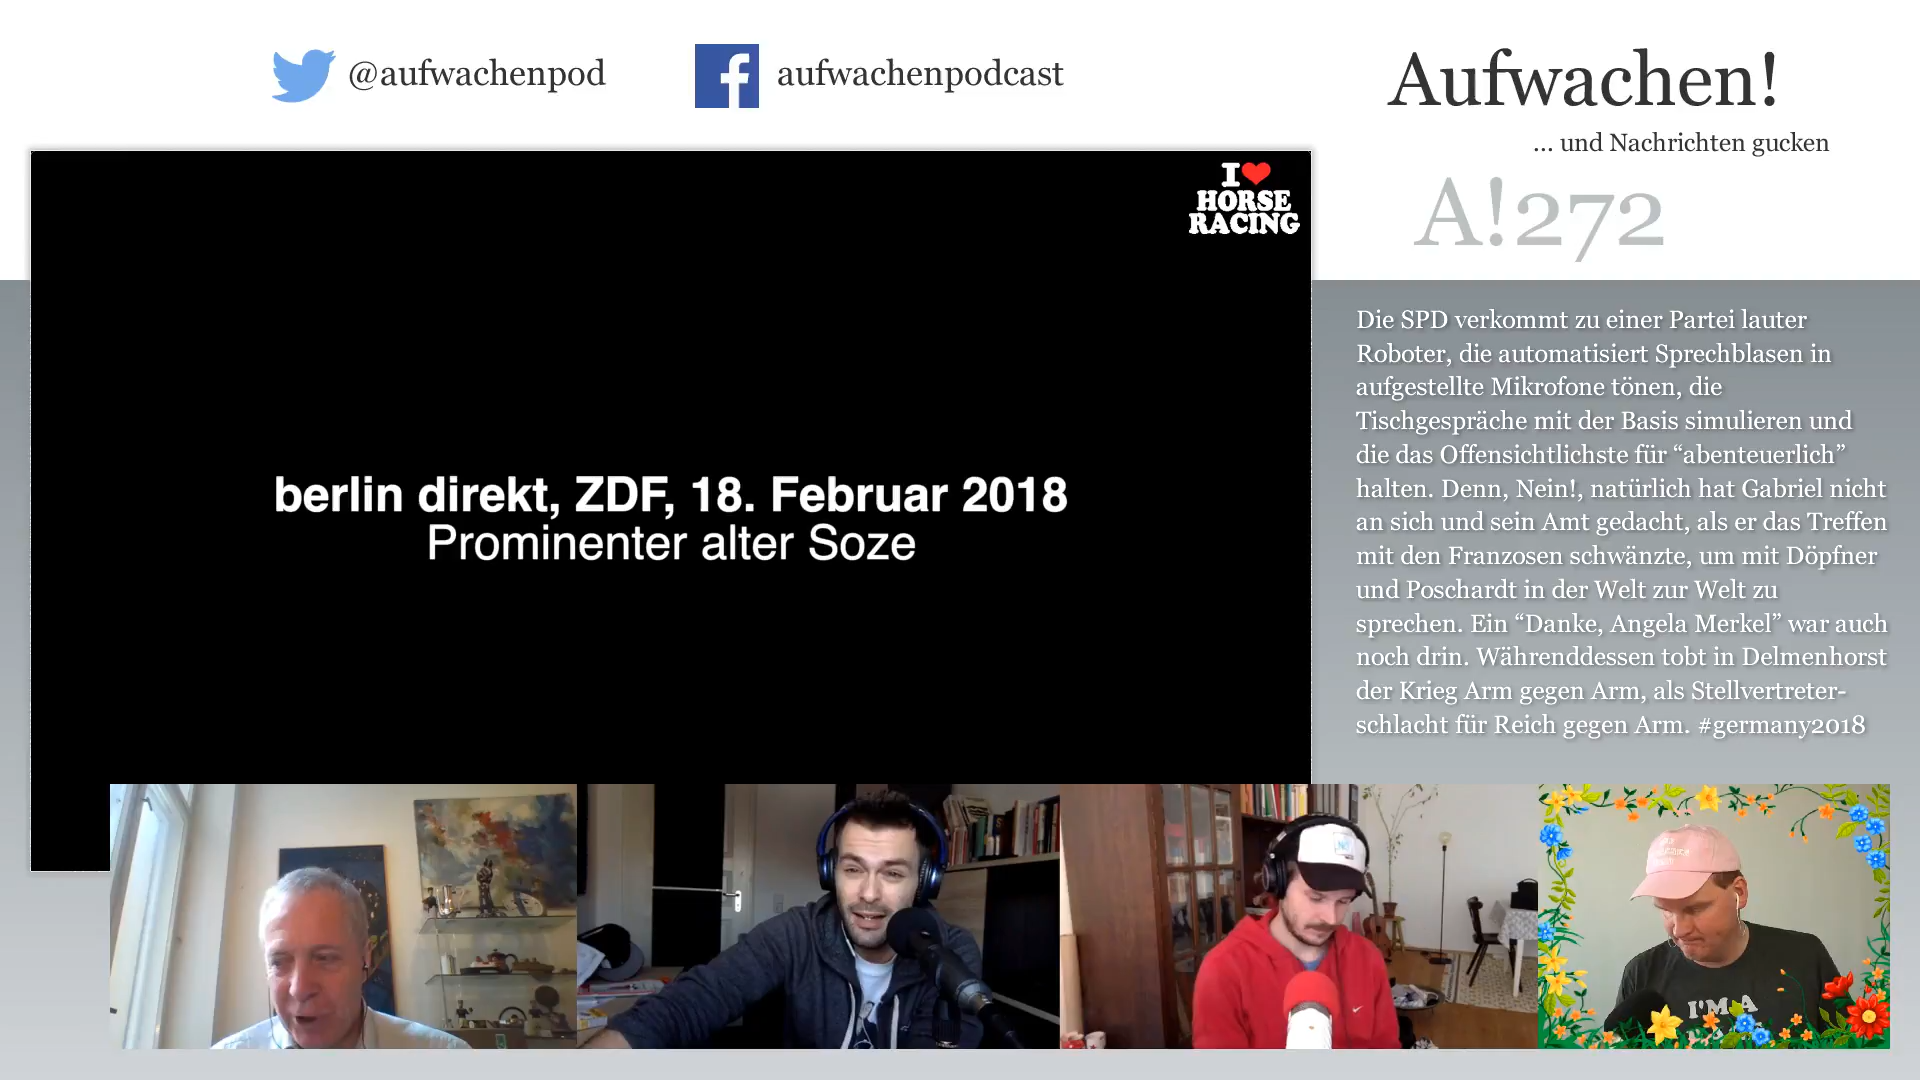 @aufwachenpod
aufwachenpodcast
Aufwachen!
... und Nachrichten gucken
A!272
I
HORSE
RACING
berlin direkt, ZDF, 18. Februar 2018
Prominenter alter Soze
Die SPD verkommt zu einer Partei lauter
Roboter, die automatisiert Sprechblasen in
aufgestellte Mikrofone tönen, die
Tischgespräche mit der Basis simulieren und
die das Offensichtlichste für “abenteuerlich”
halten. Denn, Nein!, natürlich hat Gabriel nicht
an sich und sein Amt gedacht, als er das Treffen
mit den Franzosen schwänzte, um mit Döpfner
und Poschardt in der Welt zur Welt zu
sprechen. Ein “Danke, Angela Merkel” war auch
noch drin. Währenddessen tobt in Delmenhorst
der Krieg Arm gegen Arm, als Stellvertreter-
schlacht für Reich gegen Arm. #germany2018
I'M A